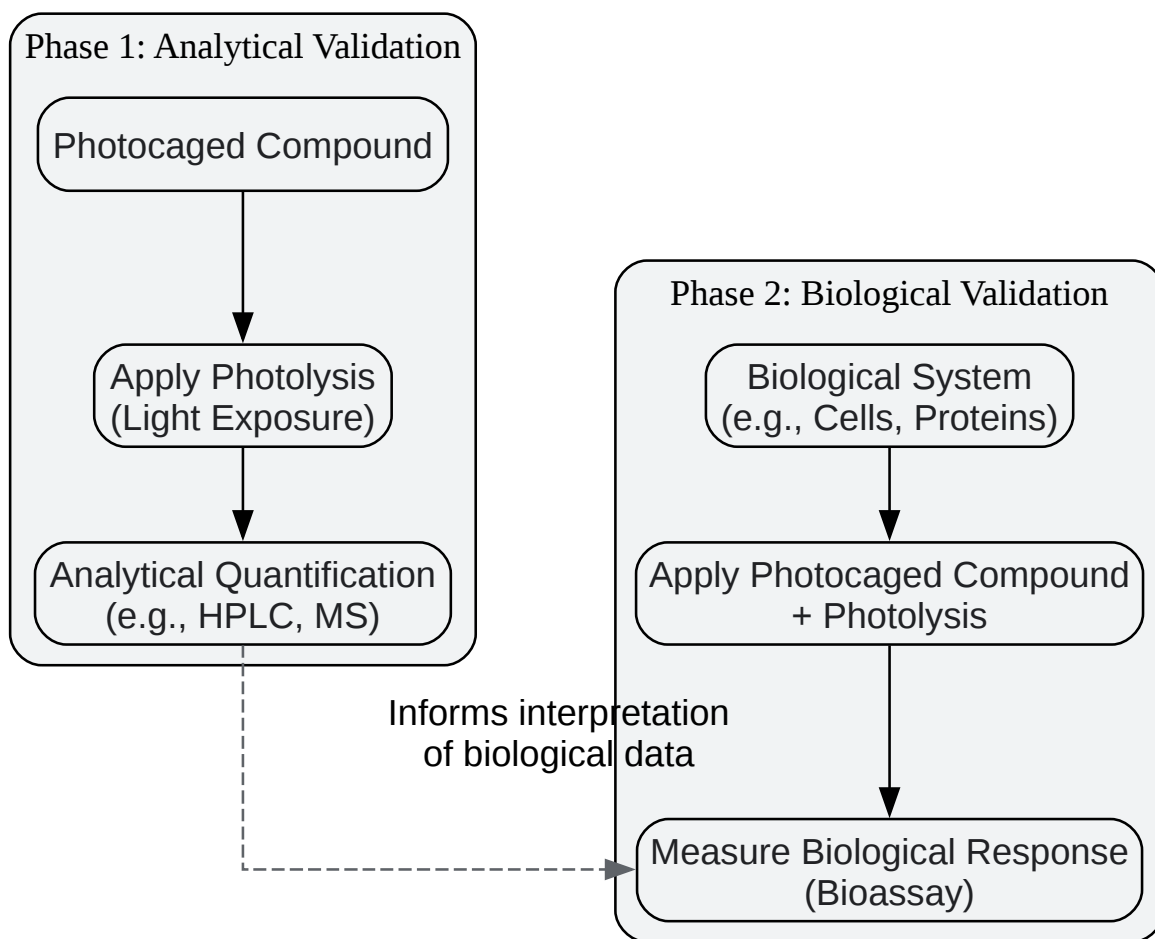 Phase 1: Analytical Validation
Photocaged Compound
Apply Photolysis
(Light Exposure)
Analytical Quantification
(e.g., HPLC, MS)
Informs interpretation
of biological data
Phase 2: Biological Validation
Biological System
(e.g., Cells, Proteins)
Apply Photocaged Compound
+ Photolysis
Measure Biological Response
(Bioassay)